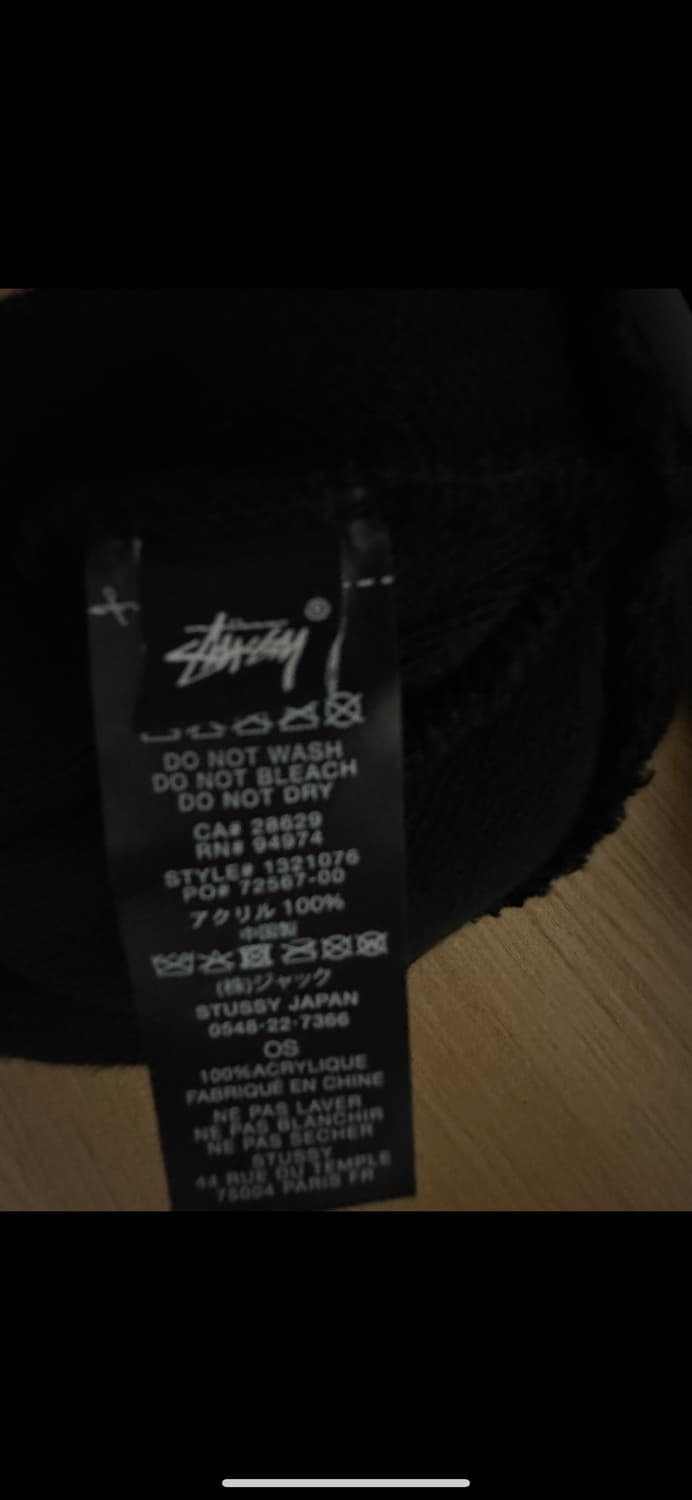 Stüssy ®
DO NOT WASH
DO NOT BLEACH
DO NOT DRY
CA# 28629
RN# 94974
STYLE# 1321076
PO# 72567-00
アクリル 100%
中国製
(株)ジャック
STUSSY JAPAN
0548-22-7366
OS
100%ACRYLIQUE
FABRIQUÉ EN CHINE
NE PAS LAVER
NE PAS BLANCHIR
NE PAS SECHER
STUSSY
44 RUE DU TEMPLE
75004 PARIS FR